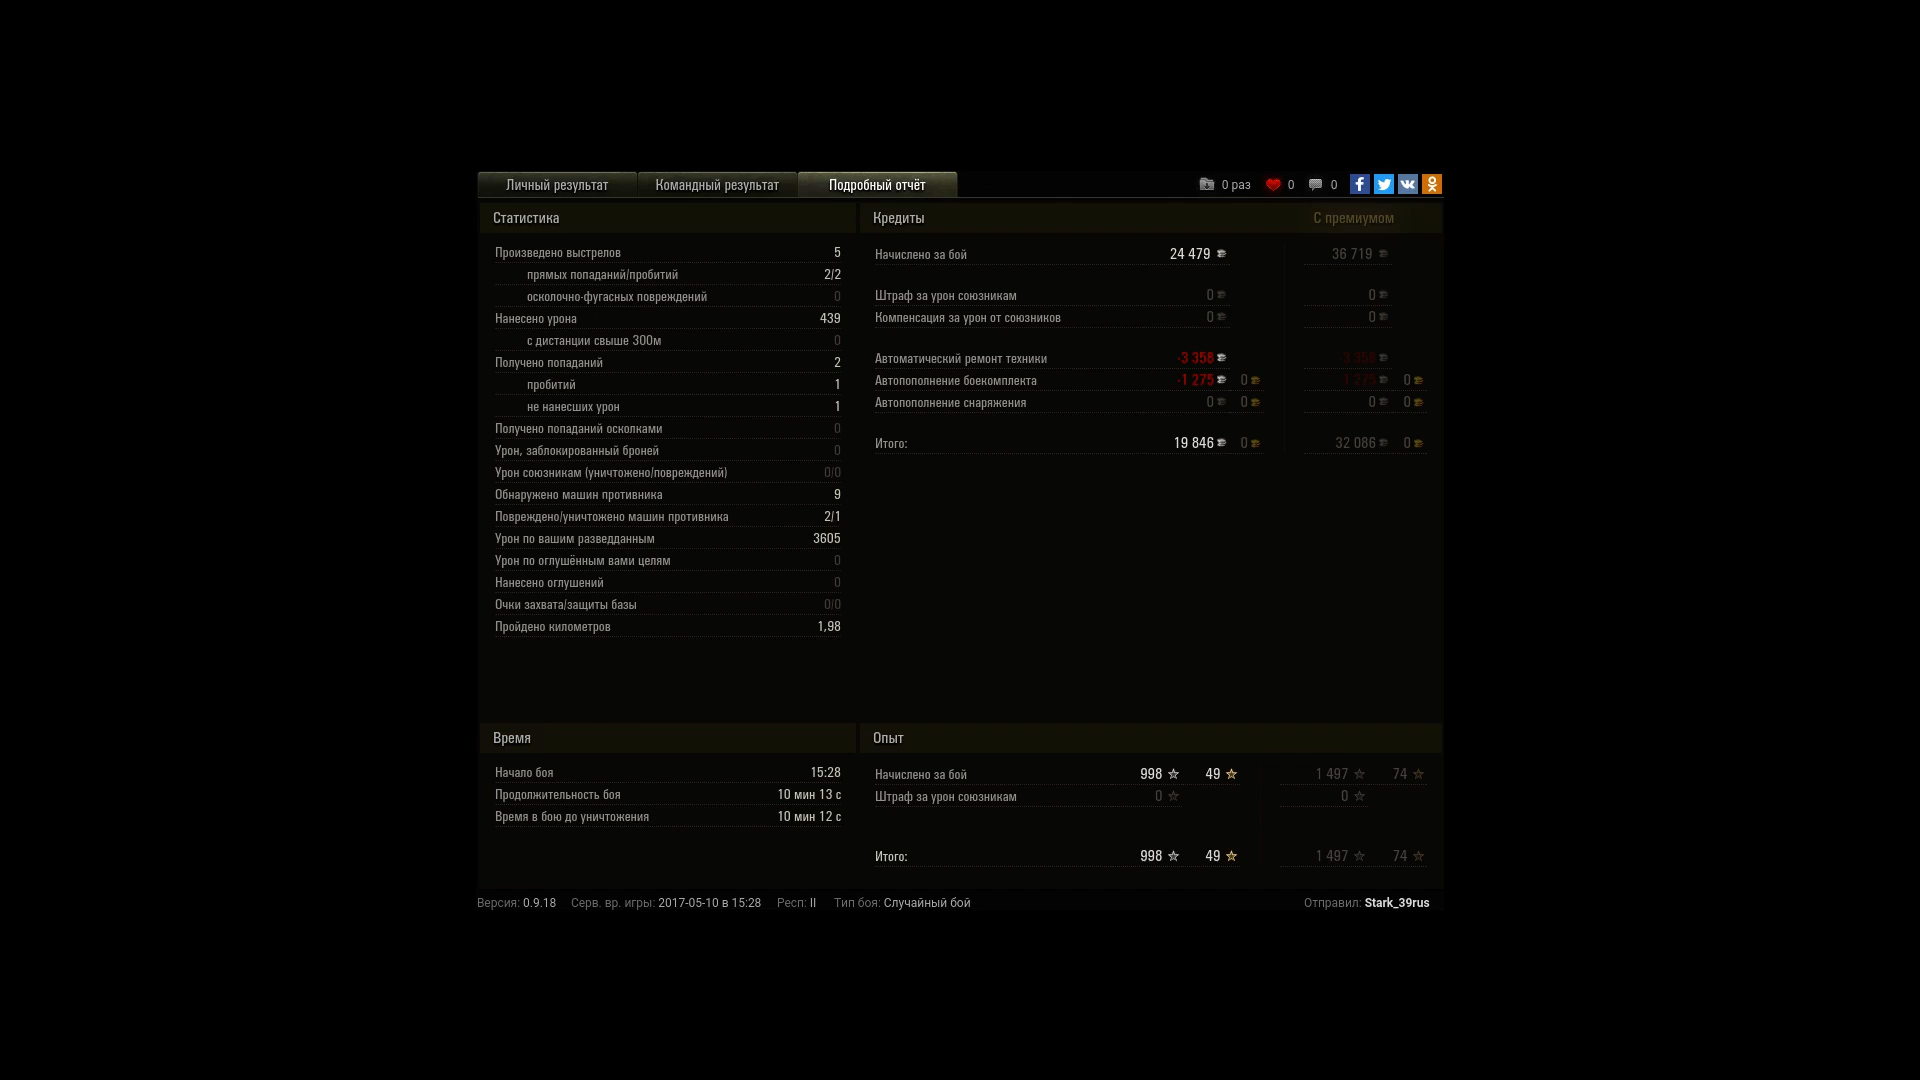 Личный результат Командный результат Подробный отчёт 0 раз 0 0
Статистика
Произведено выстрелов 5
прямых попаданий/пробитий 2/2
осколочно-фугасных повреждений 0
Нанесено урона 439
с дистанции свыше 300м 0
Получено попаданий 2
пробитий 1
не нанесших урон 1
Получено попаданий осколками 0
Урон, заблокированный броней 0
Урон союзникам (уничтожено/повреждений) 0/0
Обнаружено машин противника 9
Повреждено/уничтожено машин противника 2/1
Урон по вашим разведданным 3605
Урон по оглушённым вами целям 0
Нанесено оглушений 0
Очки захвата/защиты базы 0/0
Пройдено километров 1,98
Кредиты С премиумом
Начислено за бой 24 479 36 719
Штраф за урон союзникам 0 0
Компенсация за урон от союзников 0 0
Автоматический ремонт техники -3 358 -3 358
Автопополнение боекомплекта -1 275 0 -1 275 0
Автопополнение снаряжения 0 0 0 0
Итого: 19 846 0 32 086 0
Время
Начало боя 15:28
Продолжительность боя 10 мин 13 с
Время в бою до уничтожения 10 мин 12 с
Опыт
Начислено за бой 998 49 1 497 74
Штраф за урон союзникам 0 0
Итого: 998 49 1 497 74
Версия: 0.9.18 Серв. вр. игры: 2017-05-10 в 15:28 Респ: II Тип боя: Случайный бой Отправил: Stark_39rus